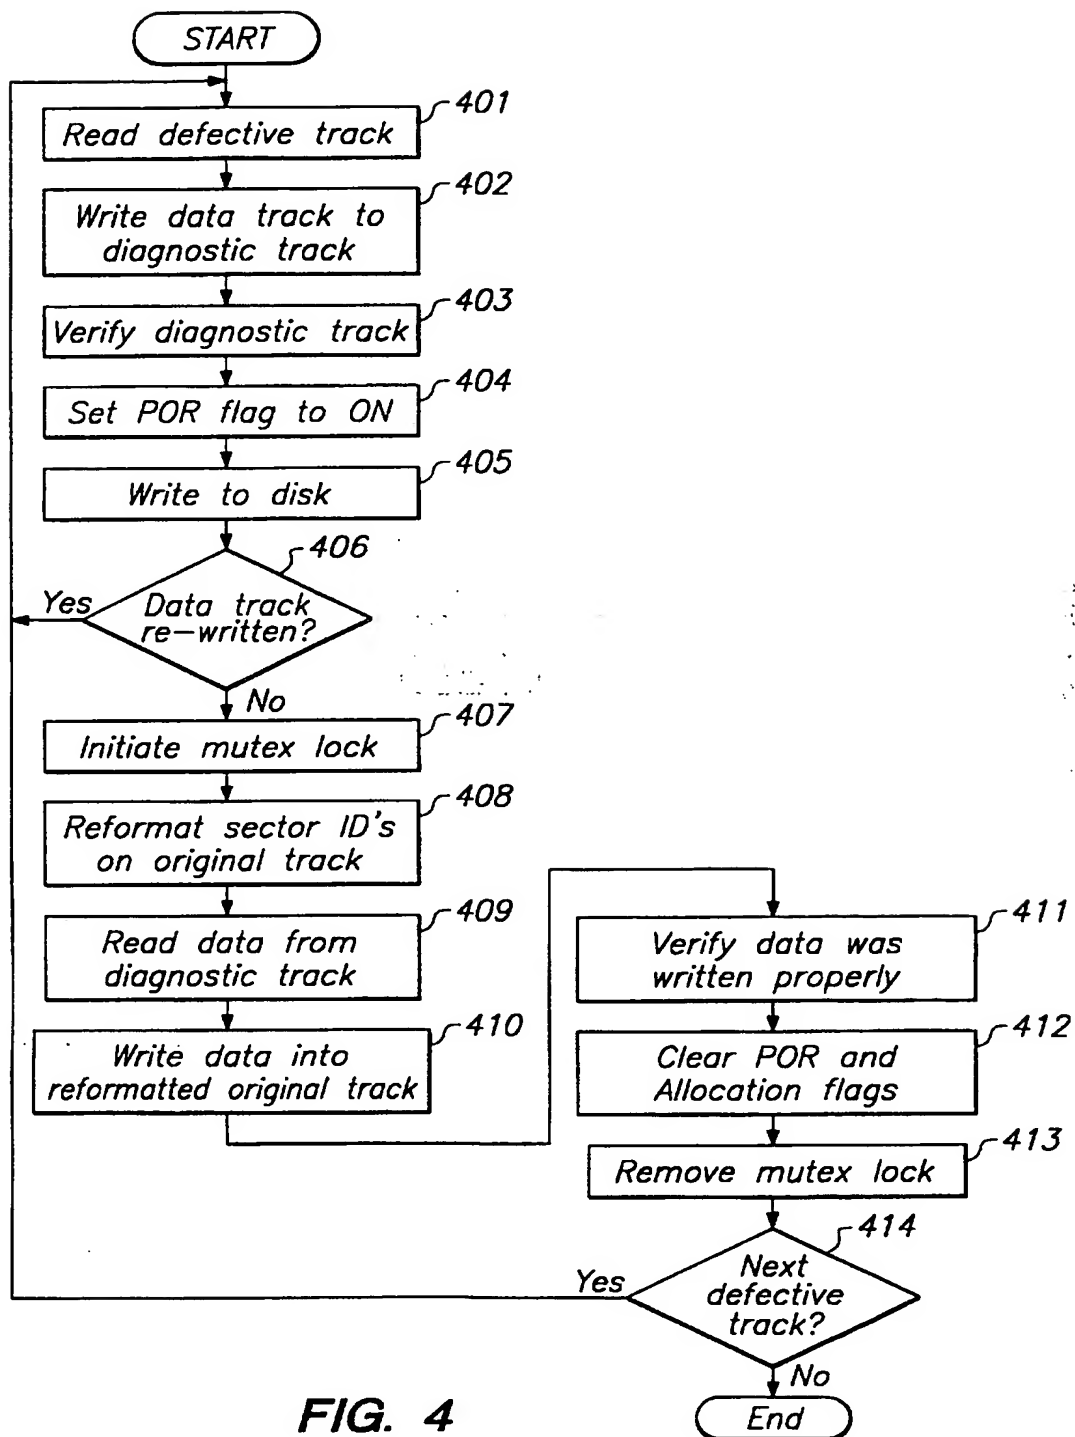 START
401
Read defective track
402
Write data track to
diagnostic track
403
Verify diagnostic track
404
Set POR flag to ON
405
Write to disk
406
Yes
Data track
re-written?
No
407
Initiate mutex lock
408
Reformat sector ID's
on original track
409
Read data from
diagnostic track
410
Write data into
reformatted original track
411
Verify data was
written properly
412
Clear POR and
Allocation flags
413
Remove mutex lock
414
Yes
Next
defective
track?
No
End
FIG. 4